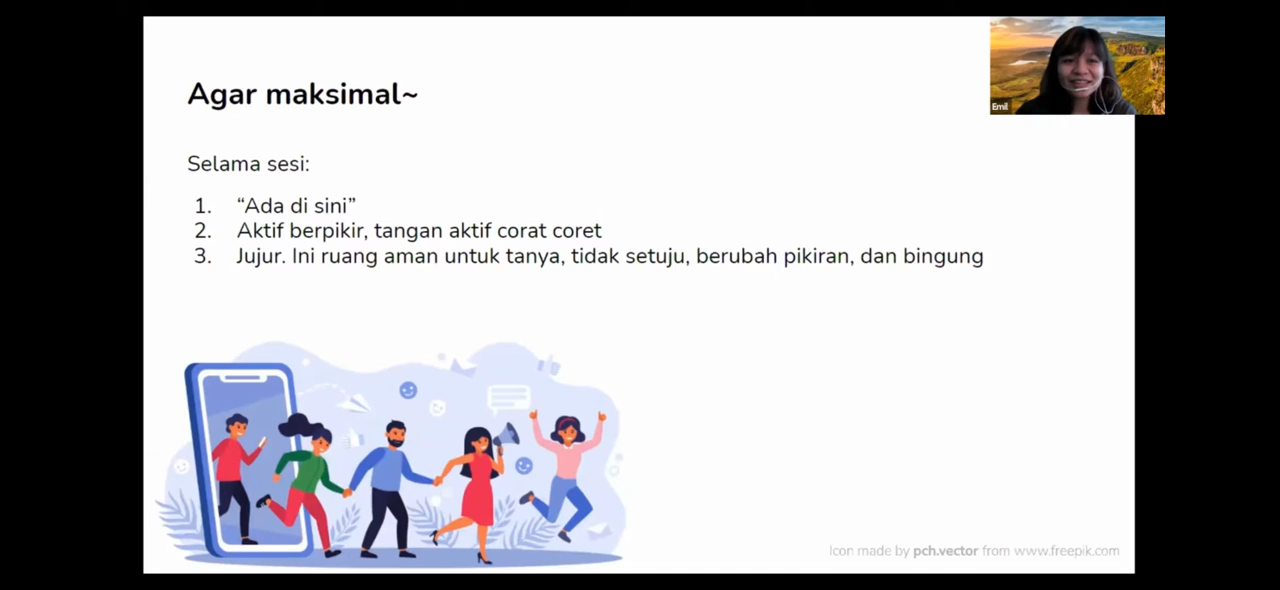 Agar maksimal~
Emil
Selama sesi:
1. “Ada di sini”
2. Aktif berpikir, tangan aktif corat coret
3. Jujur. Ini ruang aman untuk tanya, tidak setuju, berubah pikiran, dan bingung
Icon made by pch.vector from www.freepik.com